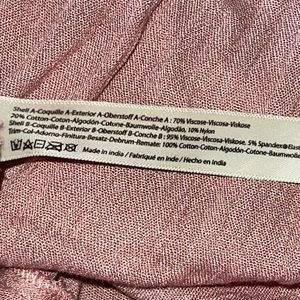 Shell A-Coquille A-Exterior A-Oberstoff A-Conche A : 70% Viscose-Viscosa-Viskose
20% Cotton-Coton-Algodón-Cotone-Baumwolle-Algodão, 10% Nylon
Shell B-Coquille B-Exterior B-Oberstoff B-Conche B : 95% Viscose-Viscosa-Viskose, 5% Spandex
Trim-Col-Adorno-Finitura-Besatz-Debrum-Remate: 100% Cotton-Coton-Algodón-Cotone-Baumwolle-Algodão
Made in India / Fabriqué en Inde / Hecho en India